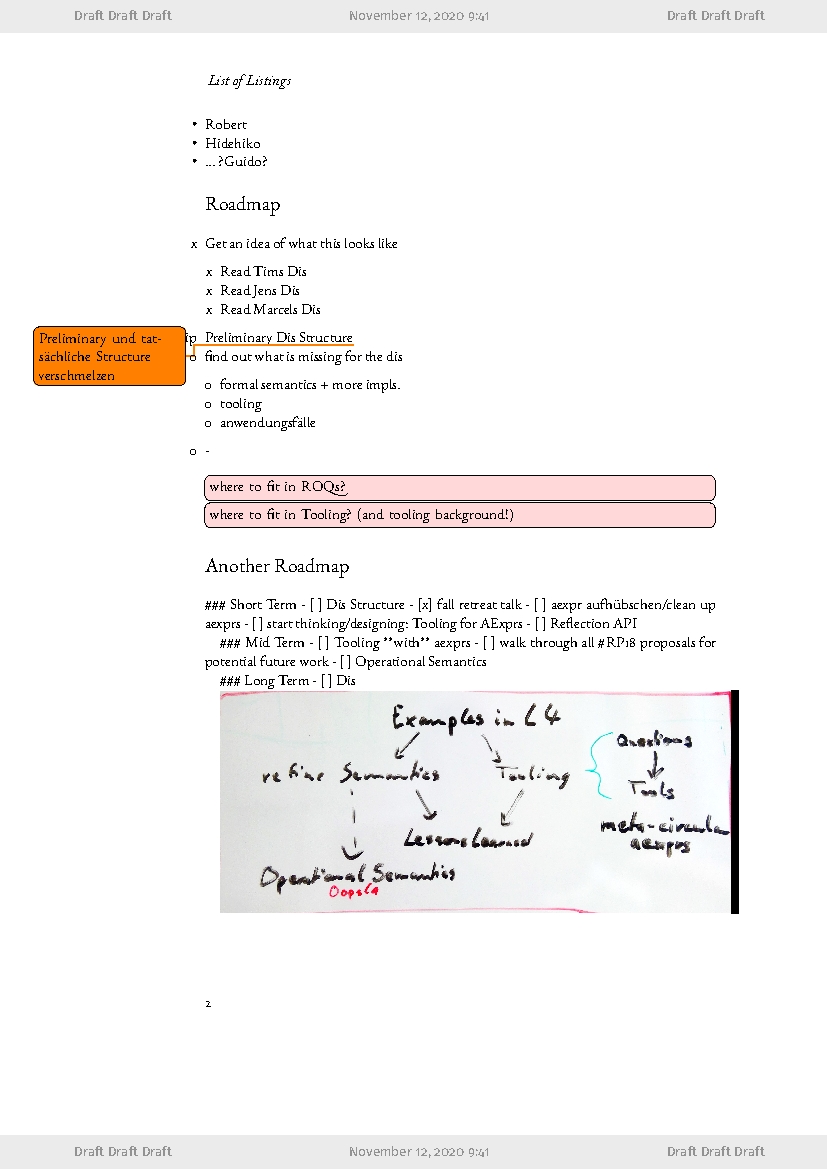 Draft Draft Draft November 12, 2020 9:41 Draft Draft Draft
List of Listings
• Robert
• Hidehiko
• ... ?Guido?
Roadmap
x Get an idea of what this looks like
x Read Tims Dis
x Read Jens Dis
x Read Marcels Dis
Preliminary und tat-
sächliche Structure
verschmelzen
ip Preliminary Dis Structure
o find out what is missing for the dis
o formal semantics + more impls.
o tooling
o anwendungsfälle
o -
where to fit in ROQs?
where to fit in Tooling? (and tooling background!)
Another Roadmap
### Short Term - [ ] Dis Structure - [x] fall retreat talk - [ ] aexpr aufhübschen/clean up
aexprs - [ ] start thinking/designing: Tooling for AExprs - [ ] Reflection API
### Mid Term - [ ] Tooling **with** aexprs - [ ] walk through all #RP18 proposals for
potential future work - [ ] Operational Semantics
### Long Term - [ ] Dis
Examples in L4
refine Semantics Tooling
Lessons Learned
Operational Semantics
Oopsla
Questions
Tools
meta-circula
aexprs
2
Draft Draft Draft November 12, 2020 9:41 Draft Draft Draft